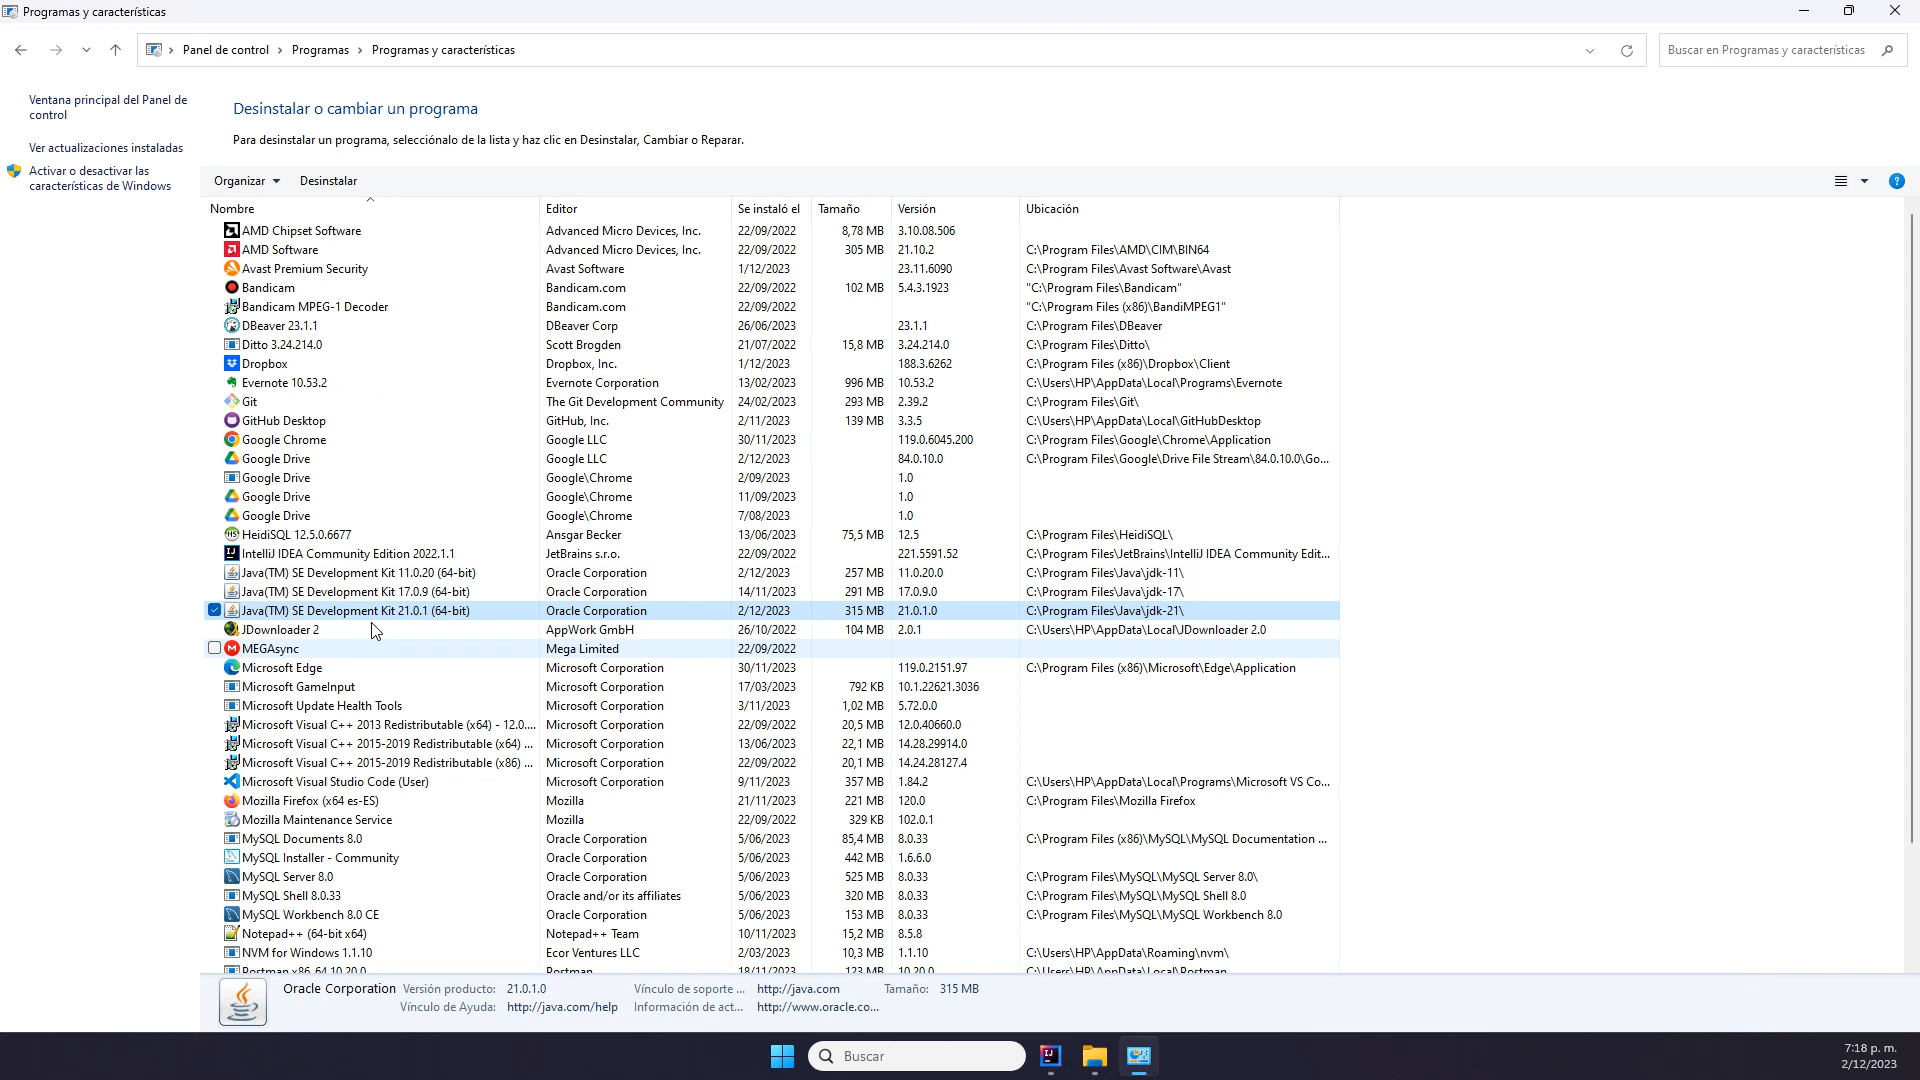 Programas y características
Panel de control > Programas > Programas y características
Buscar en Programas y características
Ventana principal del Panel de
control
Ver actualizaciones instaladas
Activar o desactivar las
características de Windows
Desinstalar o cambiar un programa
Para desinstalar un programa, selecciónalo de la lista y haz clic en Desinstalar, Cambiar o Reparar.
Organizar Desinstalar
Nombre Editor Se instaló el Tamaño Versión Ubicación
AMD Chipset Software Advanced Micro Devices, Inc. 22/09/2022 8,78 MB 3.10.08.506
AMD Software Advanced Micro Devices, Inc. 22/09/2022 305 MB 21.10.2 C:\Program Files\AMD\CIM\BIN64
Avast Premium Security Avast Software 1/12/2023 23.11.6090 C:\Program Files\Avast Software\Avast
Bandicam Bandicam.com 22/09/2022 102 MB 5.4.3.1923 "C:\Program Files\Bandicam"
Bandicam MPEG-1 Decoder Bandicam.com 22/09/2022 "C:\Program Files (x86)\BandiMPEG1"
DBeaver 23.1.1 DBeaver Corp 26/06/2023 23.1.1 C:\Program Files\DBeaver
Ditto 3.24.214.0 Scott Brogden 21/07/2022 15,8 MB 3.24.214.0 C:\Program Files\Ditto\
Dropbox Dropbox, Inc. 1/12/2023 188.3.6262 C:\Program Files (x86)\Dropbox\Client
Evernote 10.53.2 Evernote Corporation 13/02/2023 996 MB 10.53.2 C:\Users\HP\AppData\Local\Programs\Evernote
Git The Git Development Community 24/02/2023 293 MB 2.39.2 C:\Program Files\Git\
GitHub Desktop GitHub, Inc. 2/11/2023 139 MB 3.3.5 C:\Users\HP\AppData\Local\GitHubDesktop
Google Chrome Google LLC 30/11/2023 119.0.6045.200 C:\Program Files\Google\Chrome\Application
Google Drive Google LLC 2/12/2023 84.0.10.0 C:\Program Files\Google\Drive File Stream\84.0.10.0\Go...
Google Drive Google\Chrome 2/09/2023 1.0
Google Drive Google\Chrome 11/09/2023 1.0
Google Drive Google\Chrome 7/08/2023 1.0
HS HeidiSQL 12.5.0.6677 Ansgar Becker 13/06/2023 75,5 MB 12.5 C:\Program Files\HeidiSQL\
IJ IntelliJ IDEA Community Edition 2022.1.1 JetBrains s.r.o. 22/09/2022 221.5591.52 C:\Program Files\JetBrains\IntelliJ IDEA Community Edit...
Java(TM) SE Development Kit 11.0.20 (64-bit) Oracle Corporation 2/12/2023 257 MB 11.0.20.0 C:\Program Files\Java\jdk-11\
Java(TM) SE Development Kit 17.0.9 (64-bit) Oracle Corporation 14/11/2023 291 MB 17.0.9.0 C:\Program Files\Java\jdk-17\
Java(TM) SE Development Kit 21.0.1 (64-bit) Oracle Corporation 2/12/2023 315 MB 21.0.1.0 C:\Program Files\Java\jdk-21\
JDownloader 2 AppWork GmbH 26/10/2022 104 MB 2.0.1 C:\Users\HP\AppData\Local\JDownloader 2.0
M MEGAsync Mega Limited 22/09/2022
Microsoft Edge Microsoft Corporation 30/11/2023 119.0.2151.97 C:\Program Files (x86)\Microsoft\Edge\Application
Microsoft GameInput Microsoft Corporation 17/03/2023 792 KB 10.1.22621.3036
Microsoft Update Health Tools Microsoft Corporation 3/11/2023 1,02 MB 5.72.0.0
Microsoft Visual C++ 2013 Redistributable (x64) - 12.0.... Microsoft Corporation 22/09/2022 20,5 MB 12.0.40660.0
Microsoft Visual C++ 2015-2019 Redistributable (x64) ... Microsoft Corporation 13/06/2023 22,1 MB 14.28.29914.0
Microsoft Visual C++ 2015-2019 Redistributable (x86) ... Microsoft Corporation 22/09/2022 20,1 MB 14.24.28127.4
Microsoft Visual Studio Code (User) Microsoft Corporation 9/11/2023 357 MB 1.84.2 C:\Users\HP\AppData\Local\Programs\Microsoft VS Co...
Mozilla Firefox (x64 es-ES) Mozilla 21/11/2023 221 MB 120.0 C:\Program Files\Mozilla Firefox
Mozilla Maintenance Service Mozilla 22/09/2022 329 KB 102.0.1
MySQL Documents 8.0 Oracle Corporation 5/06/2023 85,4 MB 8.0.33 C:\Program Files (x86)\MySQL\MySQL Documentation ...
MySQL Installer - Community Oracle Corporation 5/06/2023 442 MB 1.6.6.0
MySQL Server 8.0 Oracle Corporation 5/06/2023 525 MB 8.0.33 C:\Program Files\MySQL\MySQL Server 8.0\
MySQL Shell 8.0.33 Oracle and/or its affiliates 5/06/2023 320 MB 8.0.33 C:\Program Files\MySQL\MySQL Shell 8.0
MySQL Workbench 8.0 CE Oracle Corporation 5/06/2023 153 MB 8.0.33 C:\Program Files\MySQL\MySQL Workbench 8.0
Notepad++ (64-bit x64) Notepad++ Team 10/11/2023 15,2 MB 8.5.8
NVM for Windows 1.1.10 Ecor Ventures LLC 2/03/2023 10,3 MB 1.1.10 C:\Users\HP\AppData\Roaming\nvm\
Postman x86_64 10.20.0 Postman 18/11/2023 123 MB 10.20.0 C:\Users\HP\AppData\Local\Postman
Oracle Corporation Versión producto: 21.0.1.0 Vínculo de soporte ... http://java.com Tamaño: 315 MB
Vínculo de Ayuda: http://java.com/help Información de act... http://www.oracle.co...
Buscar
IJ
7:18 p. m.
2/12/2023